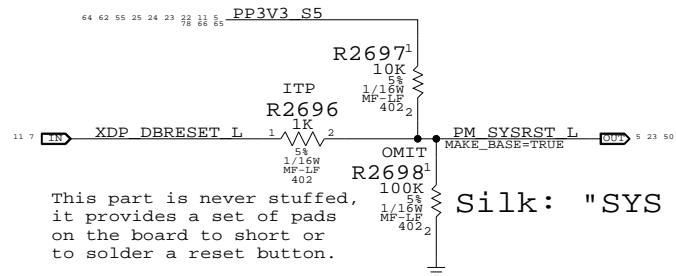 64 62 55 25 24 23 22 11 5 PP3V3_S5
78 66 65
R2697 1
10K
5%
1/16W
MF-LF
402 2
ITP
R2696
1K
11 7 IN XDP_DBRESET_L 1 2 PM_SYSRST_L OUT 5 23 50
MAKE_BASE=TRUE
5%
1/16W
MF-LF
402
OMIT
R2698 1
100K
5%
1/16W
MF-LF
402 2
Silk: "SYS
This part is never stuffed,
it provides a set of pads
on the board to short or
to solder a reset button.